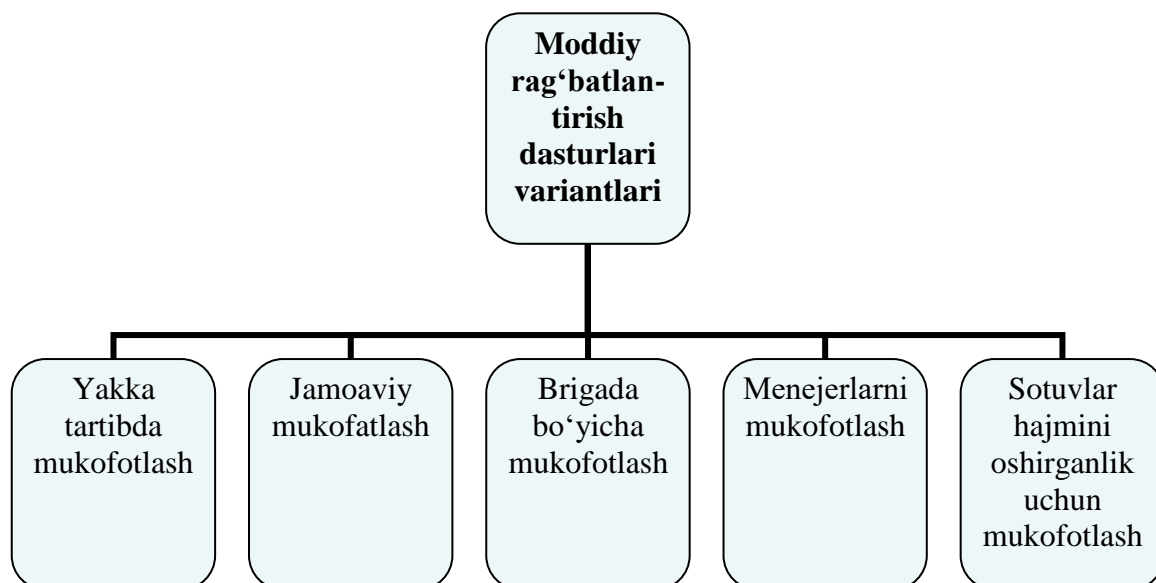 Moddiy
rag‘batlan-
tirish
dasturlari
variantlari
Yakka
tartibda
mukofotlash
Jamoaviy
mukofatlash
Brigada
bo‘yicha
mukofotlash
Menejerlarni
mukofotlash
Sotuvlar
hajmini
oshirganlik
uchun
mukofotlash